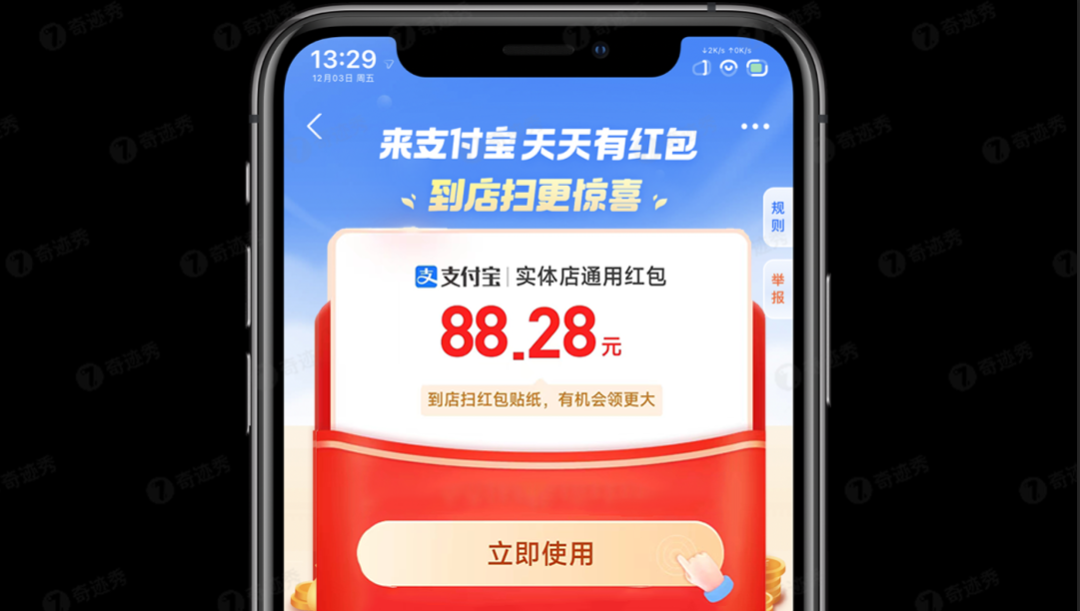 13:29
12月03日 周五
↓2K/s ↑0K/s
来支付宝天天有红包
到店扫更惊喜
规则
举报
支 支付宝|实体店通用红包
88.28元
到店扫红包贴纸，有机会领更大
立即使用
奇迹秀